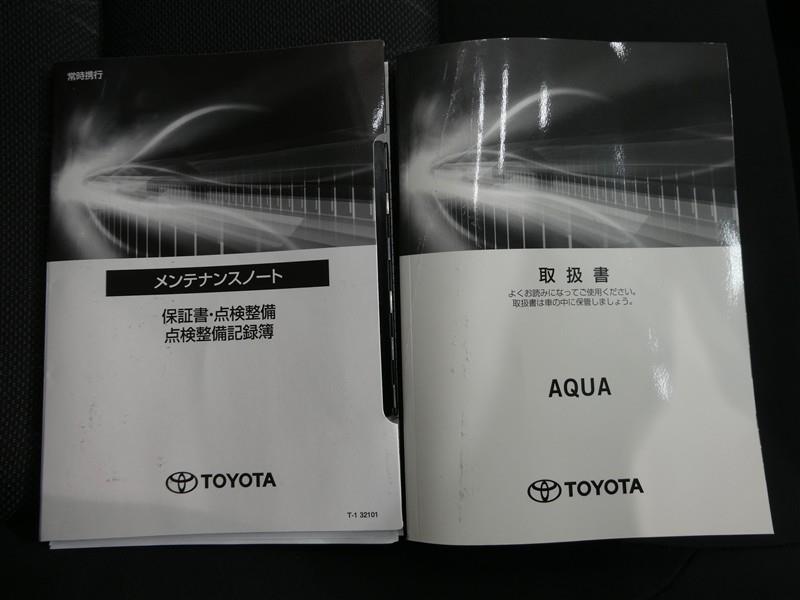 常時携行
メンテナンスノート
保証書・点検整備
点検整備記録簿
TOYOTA
T-1 32101
取扱書
よくお読みになってご使用ください。
取扱書は車の中に保管しましょう。
AQUA
TOYOTA